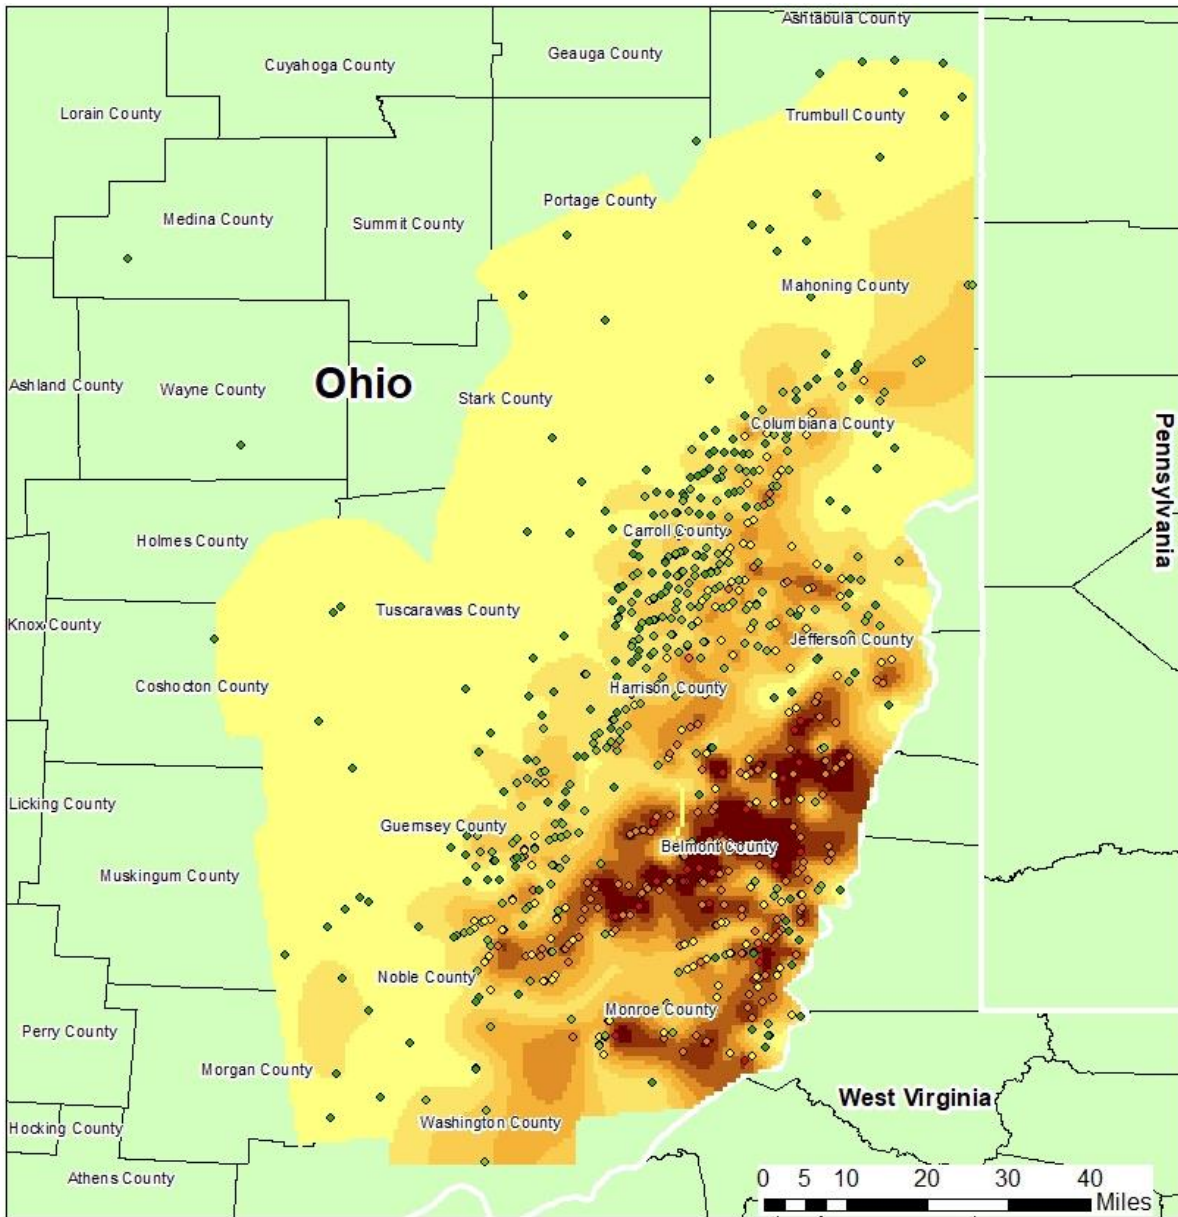 Ashtabula County
Geauga County
Cuyahoga County
Lorain County
Trumbull County
Portage County
Medina County
Summit County
Mahoning County
Ohio
Ashland County
Wayne County
Stark County
Columbiana County
Pennsylvania
Carroll County
Holmes County
Tuscarawas County
Knox County
Jefferson County
Coshocton County
Harrison County
Licking County
Guernsey County
Belmont County
Muskingum County
Noble County
Monroe County
Perry County
Morgan County
West Virginia
Washington County
Hocking County
Athens County
0 5 10 20 30 40
Miles